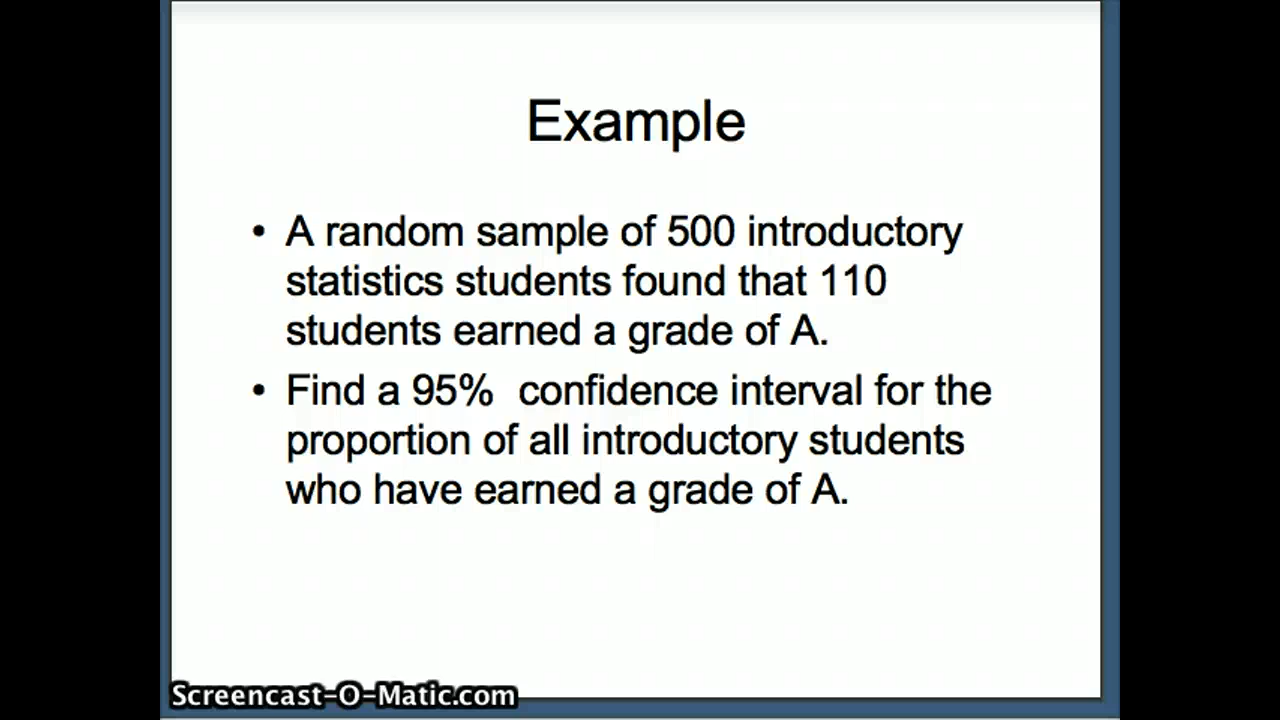 Example
• A random sample of 500 introductory
statistics students found that 110
students earned a grade of A.
• Find a 95%  confidence interval for the
proportion of all introductory students
who have earned a grade of A.
Screencast-O-Matic.com